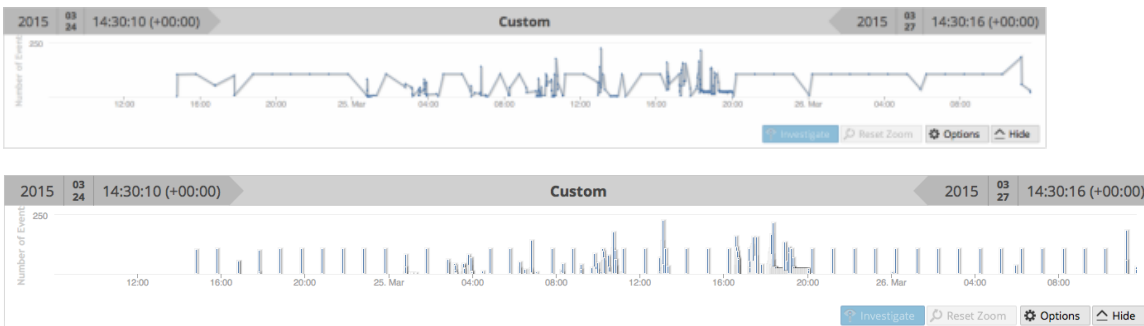 2015 03 24 14:30:10 (+00:00) Custom 2015 03 27 14:30:16 (+00:00)
Number of Event
250
12:00 16:00 20:00 25. Mar 04:00 08:00 12:00 16:00 20:00 26. Mar 04:00 08:00
Investigate Reset Zoom Options Hide
2015 03 24 14:30:10 (+00:00) Custom 2015 03 27 14:30:16 (+00:00)
Number of Event
250
12:00 16:00 20:00 25. Mar 04:00 08:00 12:00 16:00 20:00 26. Mar 04:00 08:00
Investigate Reset Zoom Options Hide